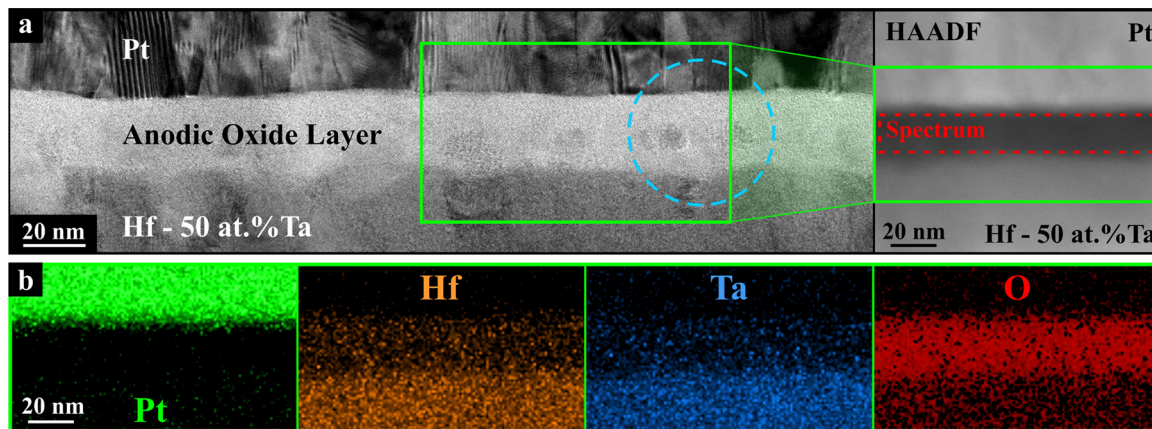 a
Pt
HAADF
Pt
Anodic Oxide Layer
Spectrum
Hf - 50 at.%Ta
20 nm
20 nm
Hf - 50 at.%Ta
b
Hf
Ta
O
20 nm
Pt